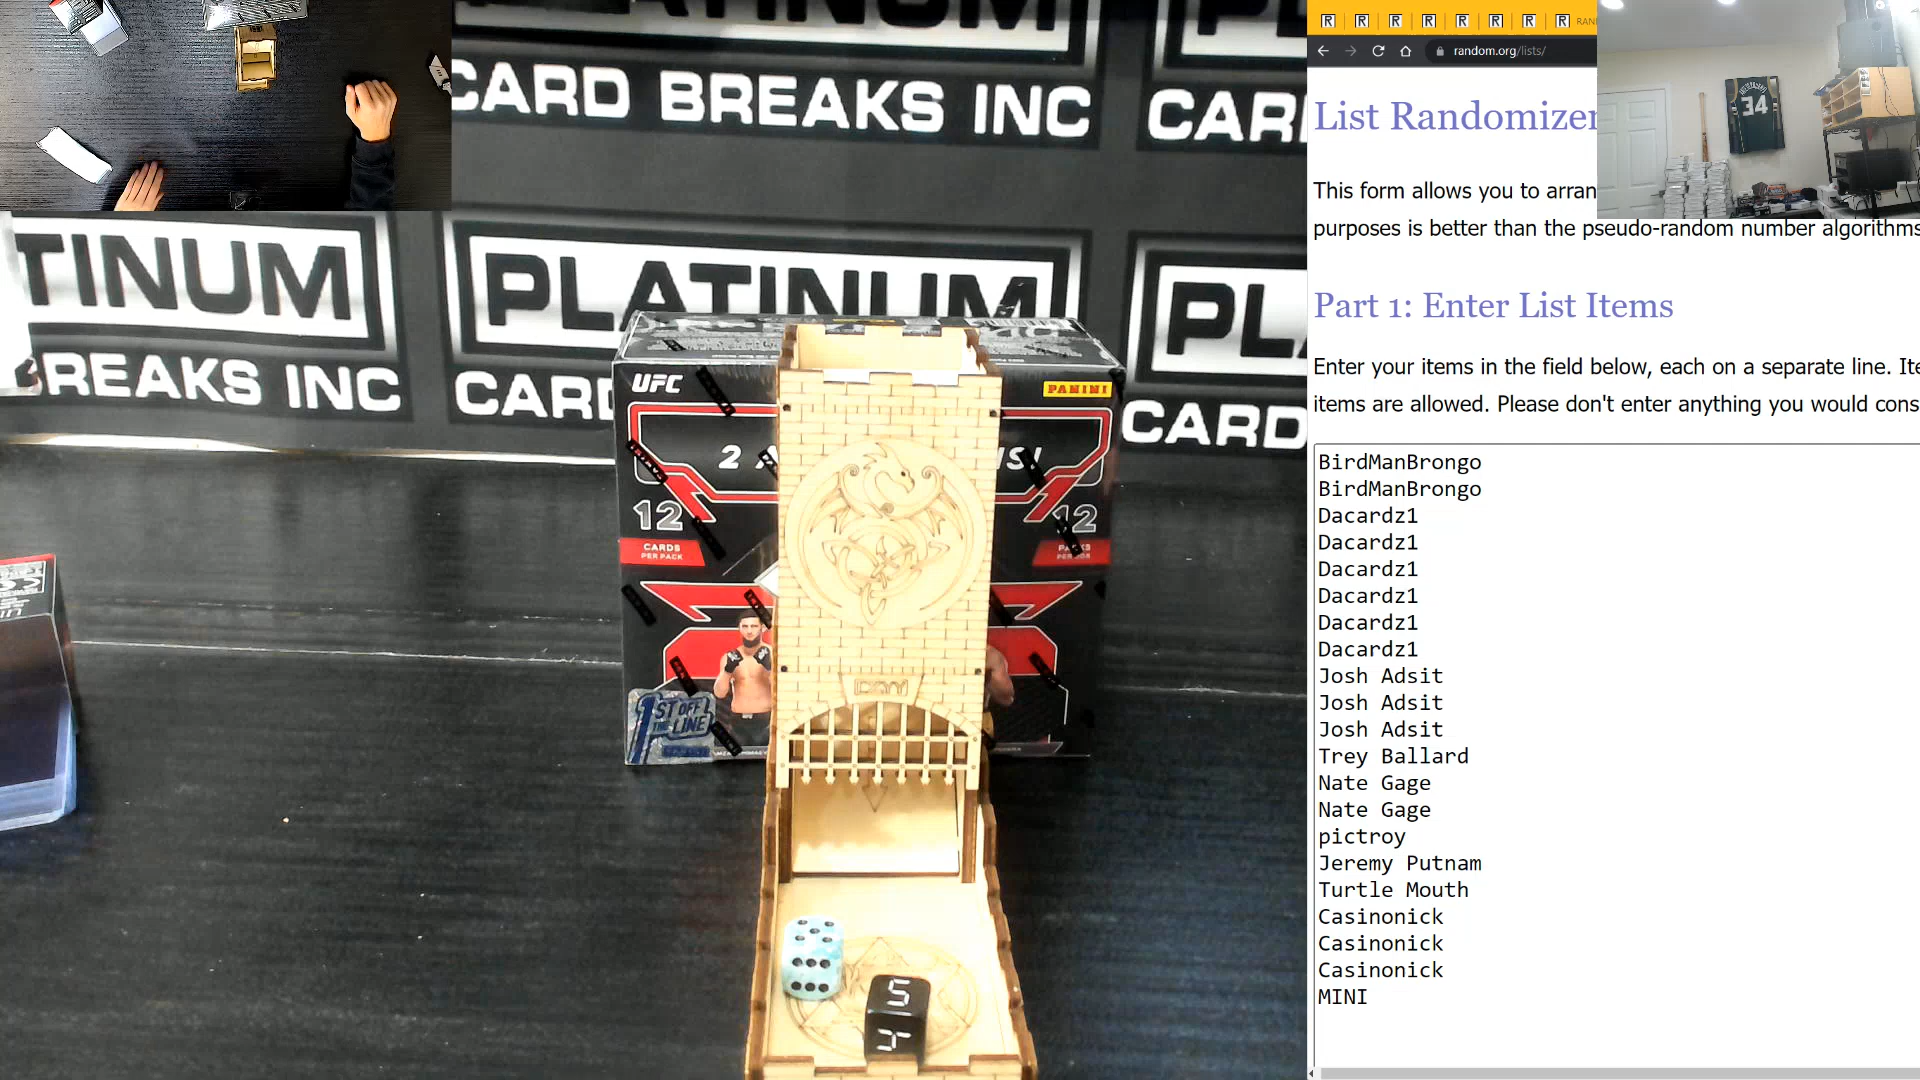 PLATINUM
CARD BREAKS INC
CAR
TINUM
REAKS INC
PLATINUM
CARD
PL
CARD
UFC
PANINI
2
12
CARDS
PER PACK
12
1ST OFF
THE LINE
5
random.org/lists/
34
List Randomizer
This form allows you to arran
purposes is better than the pseudo-random number algorithms
Part 1: Enter List Items
Enter your items in the field below, each on a separate line. Ite
items are allowed. Please don't enter anything you would cons
BirdManBrongo
BirdManBrongo
Dacardz1
Dacardz1
Dacardz1
Dacardz1
Dacardz1
Dacardz1
Josh Adsit
Josh Adsit
Josh Adsit
Trey Ballard
Nate Gage
Nate Gage
pictroy
Jeremy Putnam
Turtle Mouth
Casinonick
Casinonick
Casinonick
MINI